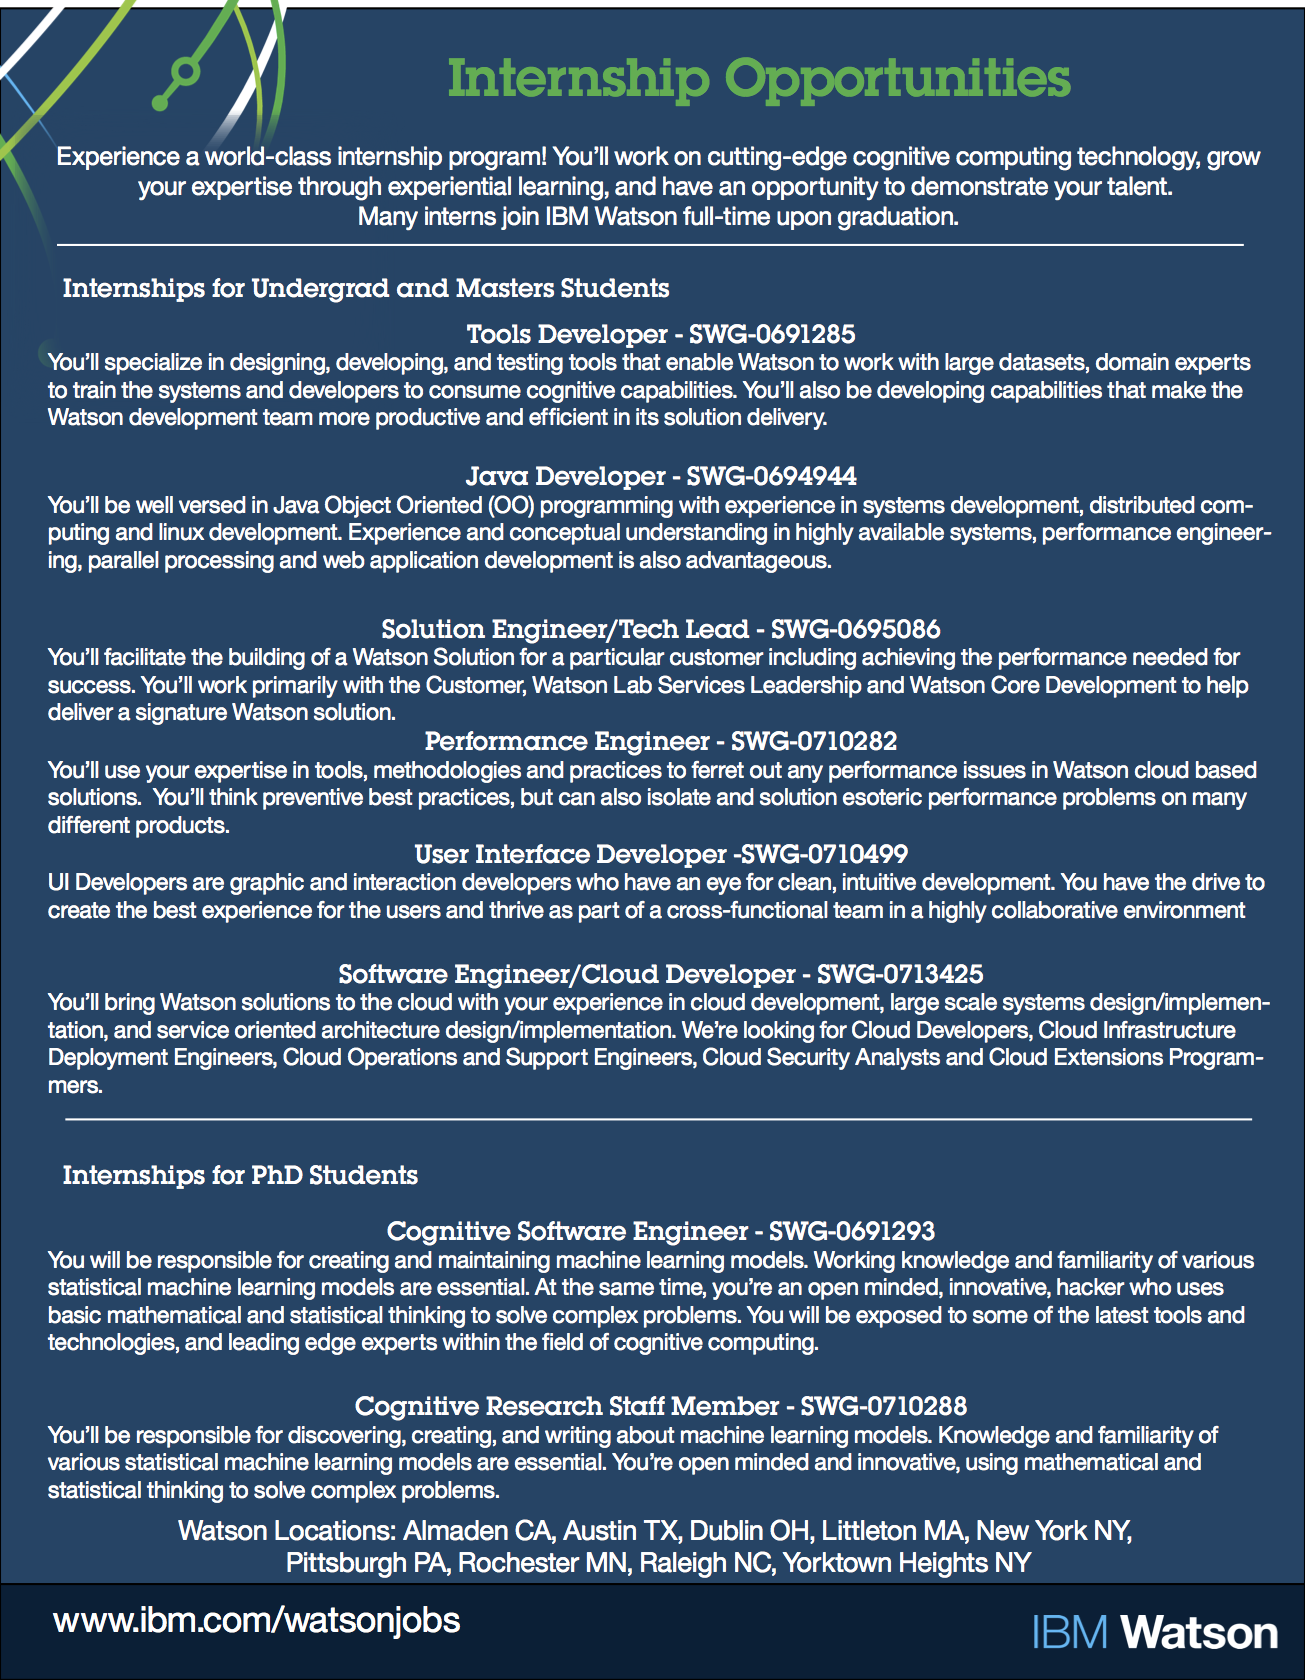 Internship Opportunities
Experience a world-class internship program! You'll work on cutting-edge cognitive computing technology, grow
your expertise through experiential learning, and have an opportunity to demonstrate your talent.
Many interns join IBM Watson full-time upon graduation.
Internships for Undergrad and Masters Students
Tools Developer - SWG-0691285
You'll specialize in designing, developing, and testing tools that enable Watson to work with large datasets, domain experts
to train the systems and developers to consume cognitive capabilities. You'll also be developing capabilities that make the
Watson development team more productive and efficient in its solution delivery.
Java Developer - SWG-0694944
You'll be well versed in Java Object Oriented (OO) programming with experience in systems development, distributed com-
puting and linux development. Experience and conceptual understanding in highly available systems, performance engineer-
ing, parallel processing and web application development is also advantageous.
Solution Engineer/Tech Lead - SWG-0695086
You'll facilitate the building of a Watson Solution for a particular customer including achieving the performance needed for
success. You'll work primarily with the Customer, Watson Lab Services Leadership and Watson Core Development to help
deliver a signature Watson solution.
Performance Engineer - SWG-0710282
You'll use your expertise in tools, methodologies and practices to ferret out any performance issues in Watson cloud based
solutions.  You'll think preventive best practices, but can also isolate and solution esoteric performance problems on many
different products.
User Interface Developer -SWG-0710499
UI Developers are graphic and interaction developers who have an eye for clean, intuitive development. You have the drive to
create the best experience for the users and thrive as part of a cross-functional team in a highly collaborative environment
Software Engineer/Cloud Developer - SWG-0713425
You'll bring Watson solutions to the cloud with your experience in cloud development, large scale systems design/implemen-
tation, and service oriented architecture design/implementation. We're looking for Cloud Developers, Cloud Infrastructure
Deployment Engineers, Cloud Operations and Support Engineers, Cloud Security Analysts and Cloud Extensions Program-
mers.
Internships for PhD Students
Cognitive Software Engineer - SWG-0691293
You will be responsible for creating and maintaining machine learning models. Working knowledge and familiarity of various
statistical machine learning models are essential. At the same time, you're an open minded, innovative, hacker who uses
basic mathematical and statistical thinking to solve complex problems. You will be exposed to some of the latest tools and
technologies, and leading edge experts within the field of cognitive computing.
Cognitive Research Staff Member - SWG-0710288
You'll be responsible for discovering, creating, and writing about machine learning models. Knowledge and familiarity of
various statistical machine learning models are essential. You're open minded and innovative, using mathematical and
statistical thinking to solve complex problems.
Watson Locations: Almaden CA, Austin TX, Dublin OH, Littleton MA, New York NY,
Pittsburgh PA, Rochester MN, Raleigh NC, Yorktown Heights NY
www.ibm.com/watsonjobs
IBM Watson